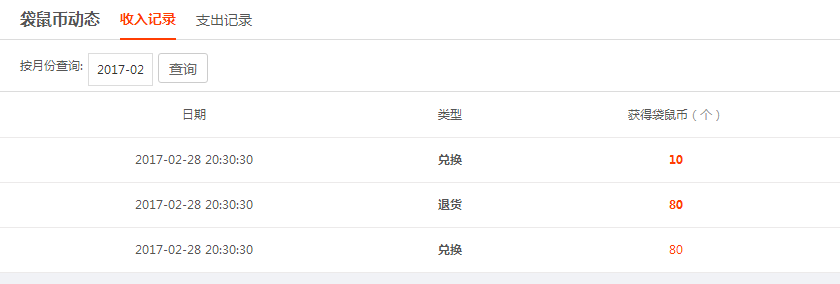 袋鼠币动态 收入记录 支出记录
按月份查询: 2017-02 查询
日期 类型 获得袋鼠币（个）
2017-02-28 20:30:30 兑换 10
2017-02-28 20:30:30 退货 80
2017-02-28 20:30:30 兑换 80